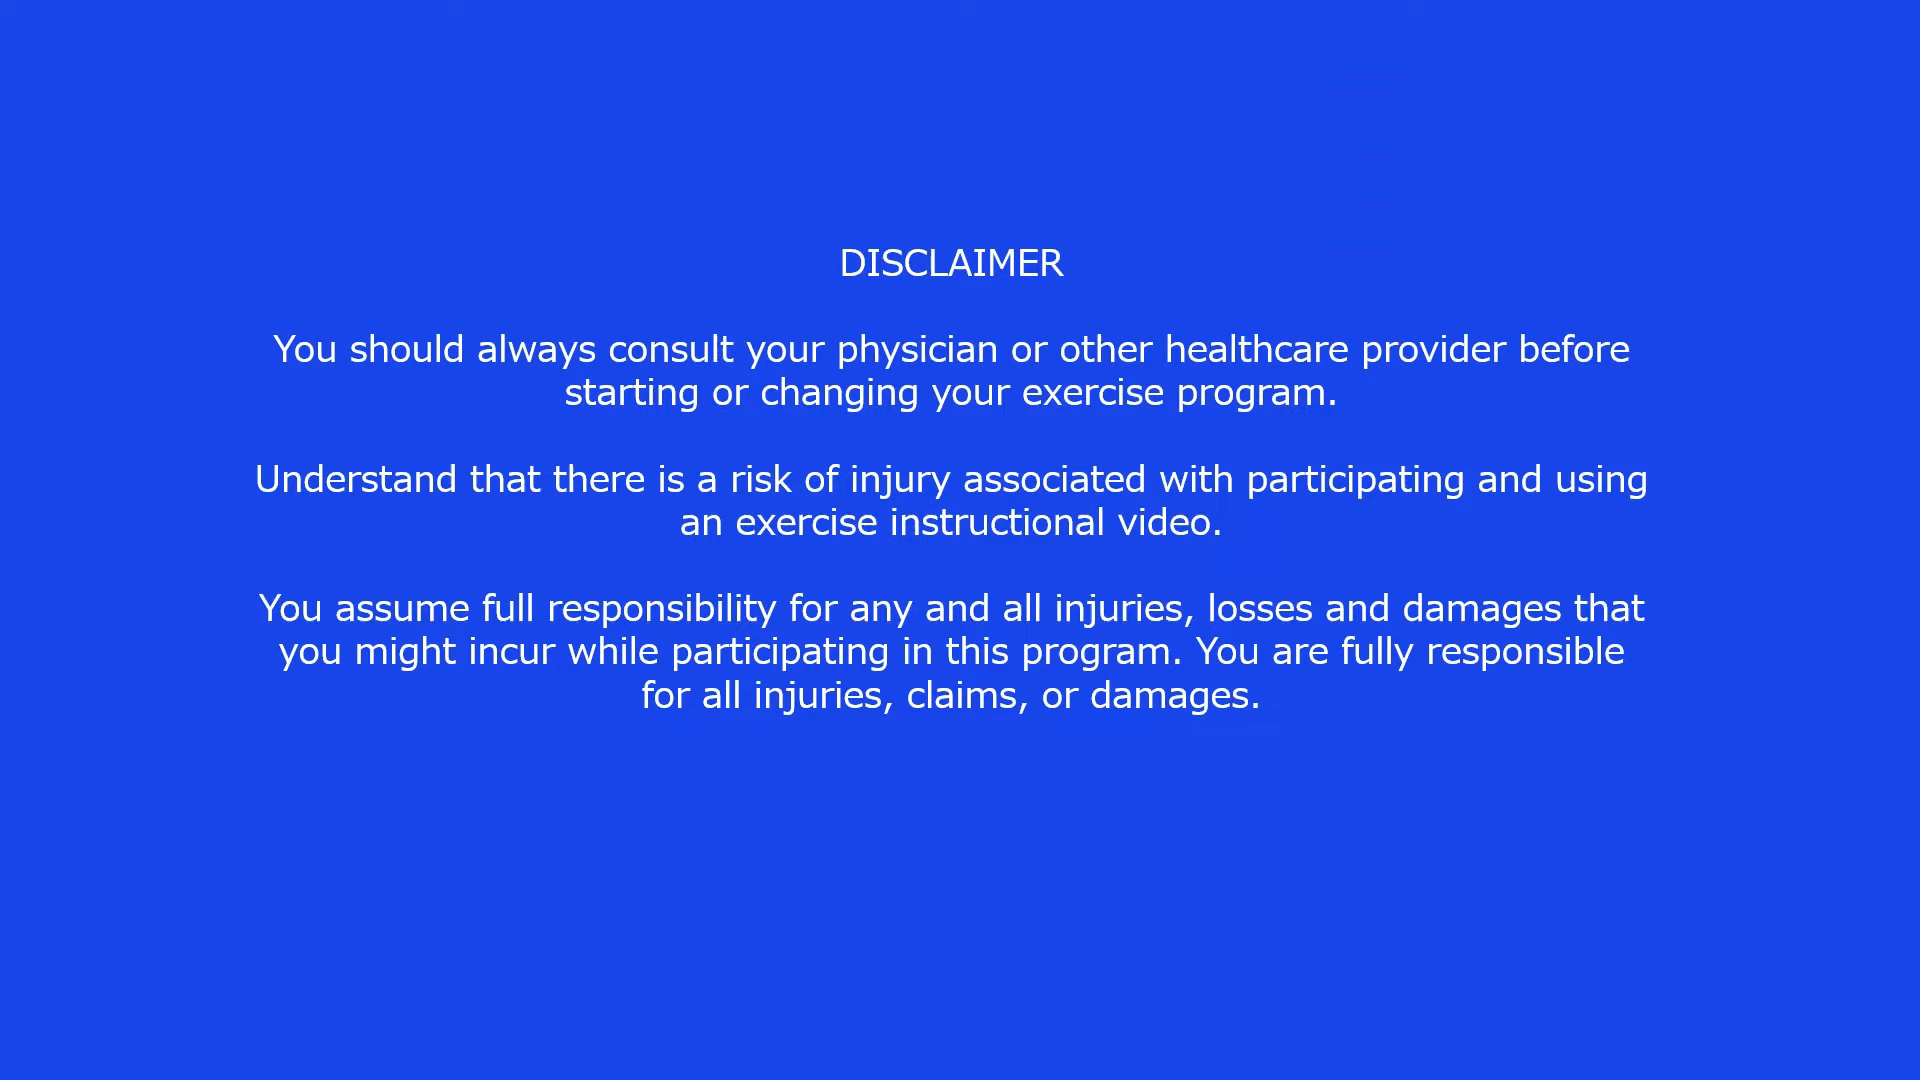 DISCLAIMER
You should always consult your physician or other healthcare provider before
starting or changing your exercise program.
Understand that there is a risk of injury associated with participating and using
an exercise instructional video.
You assume full responsibility for any and all injuries, losses and damages that
you might incur while participating in this program. You are fully responsible
for all injuries, claims, or damages.